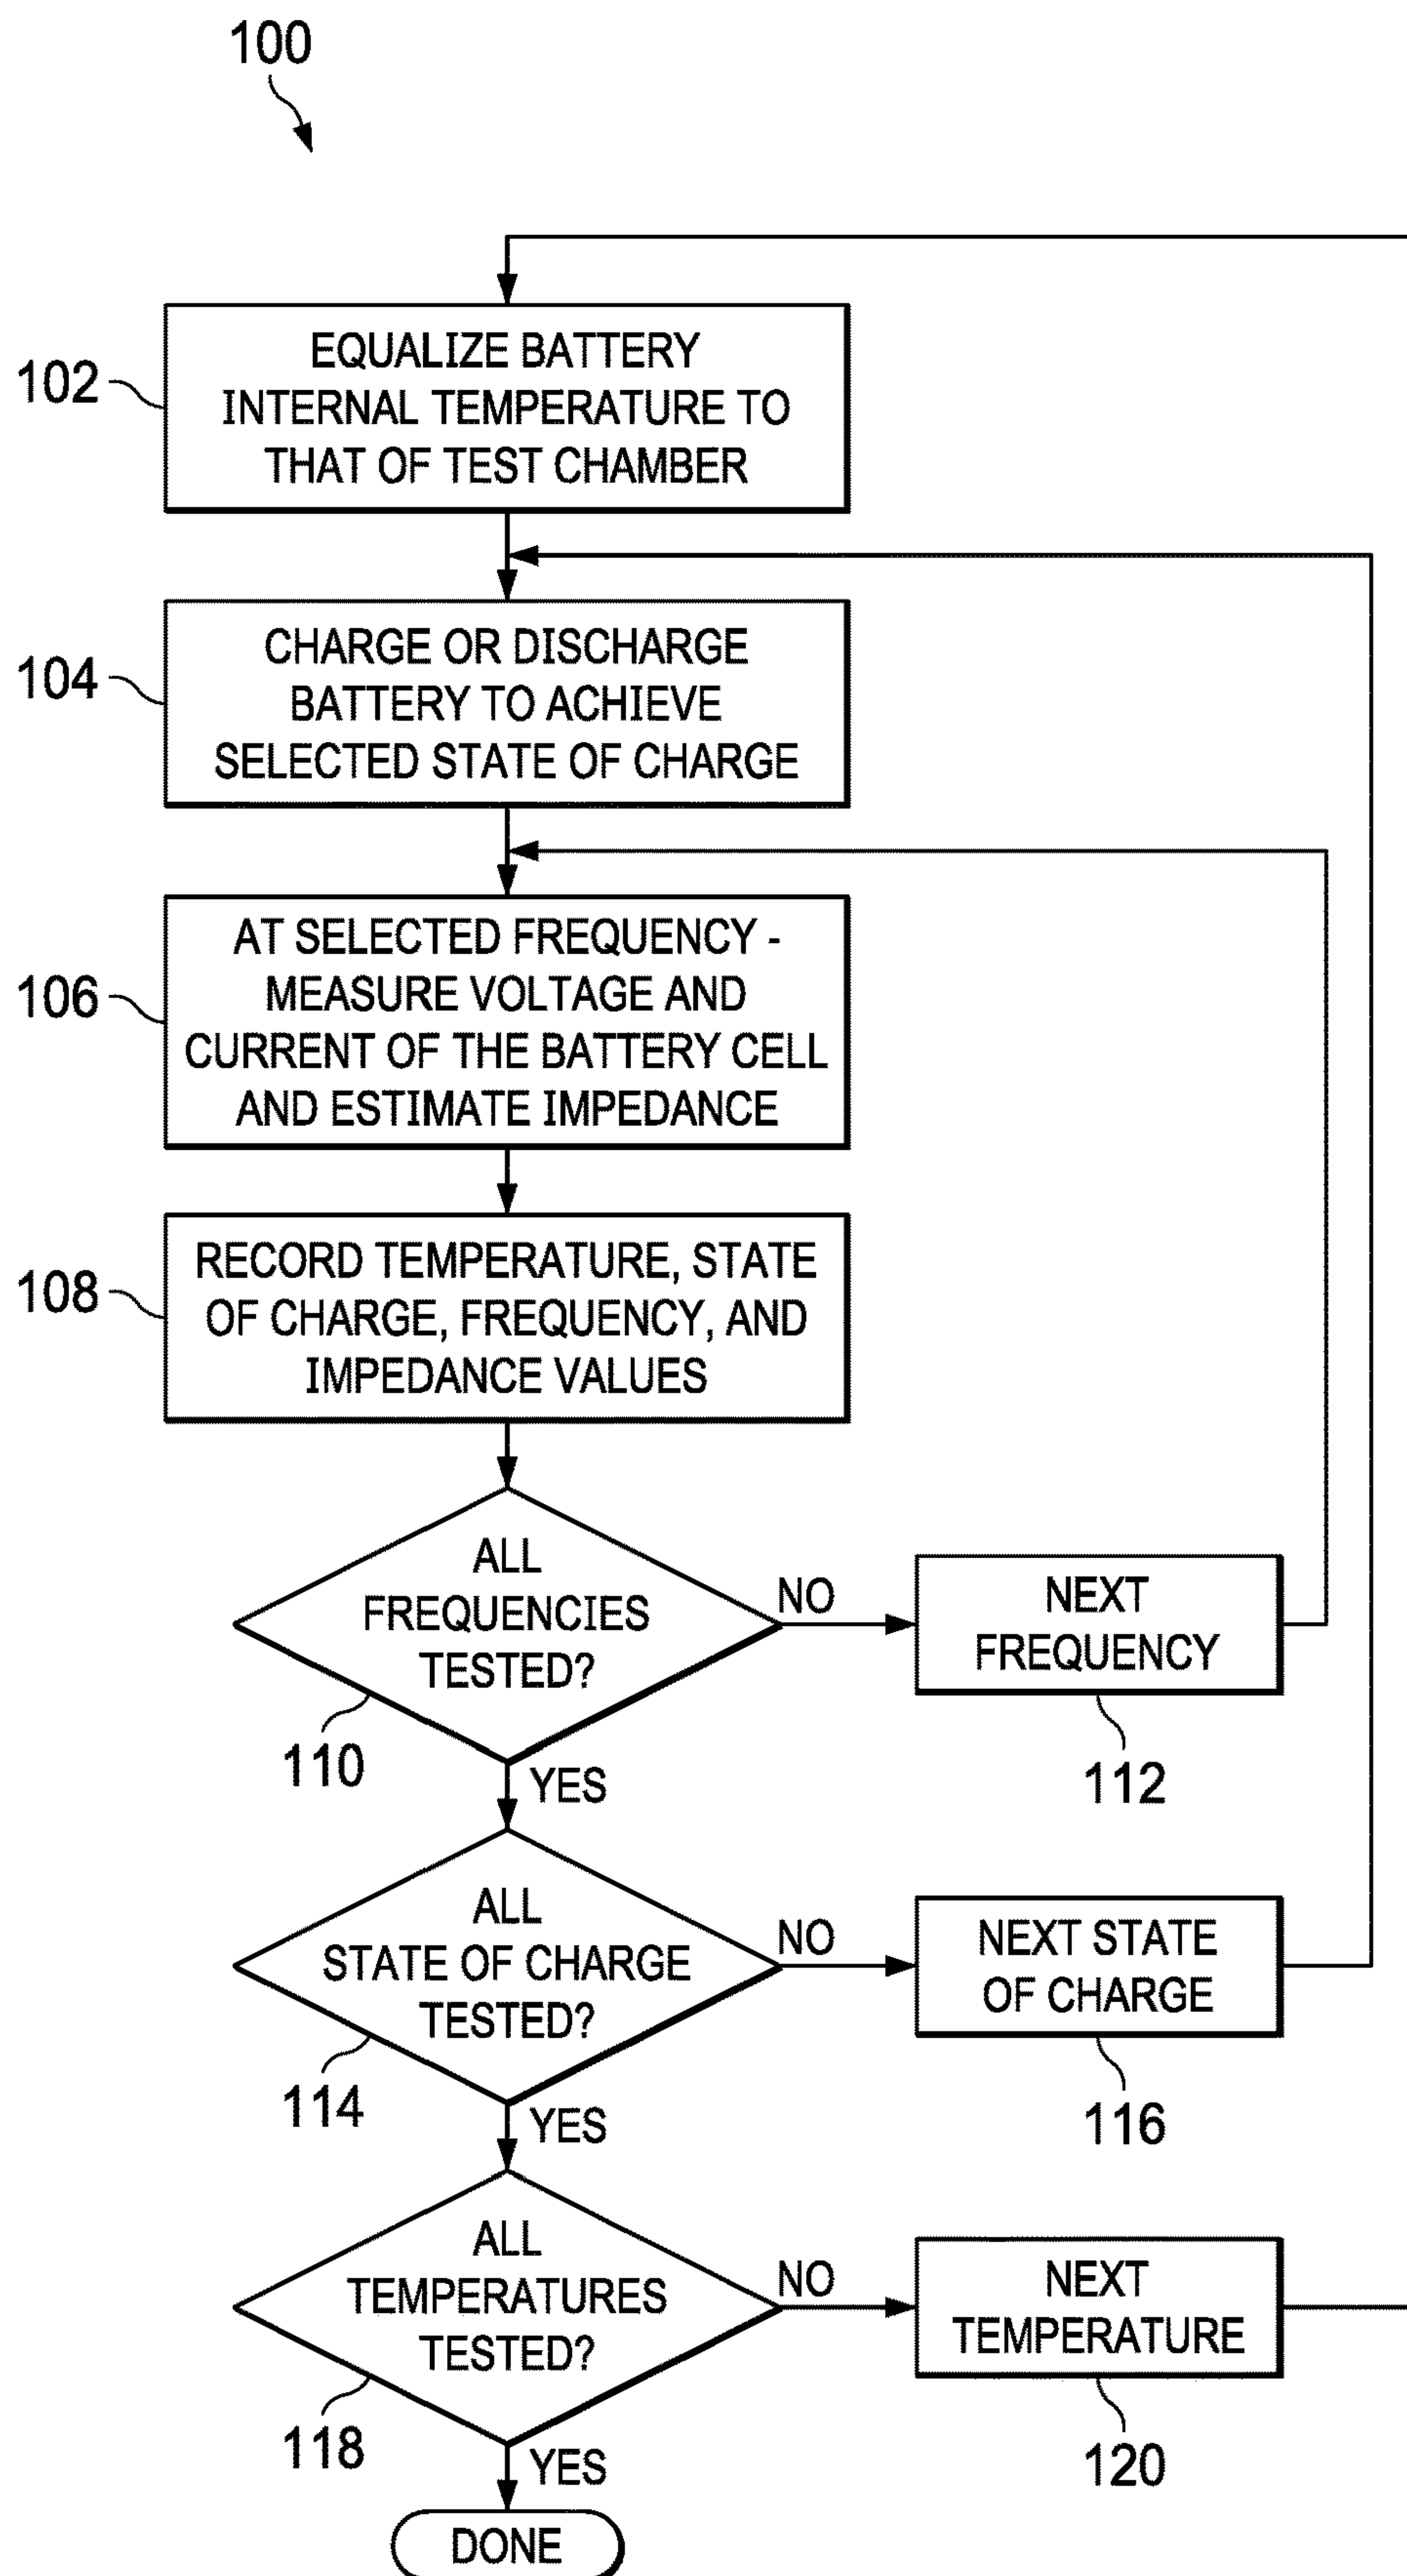 100
102
EQUALIZE BATTERY
INTERNAL TEMPERATURE TO
THAT OF TEST CHAMBER
104
CHARGE OR DISCHARGE
BATTERY TO ACHIEVE
SELECTED STATE OF CHARGE
106
AT SELECTED FREQUENCY -
MEASURE VOLTAGE AND
CURRENT OF THE BATTERY CELL
AND ESTIMATE IMPEDANCE
108
RECORD TEMPERATURE, STATE
OF CHARGE, FREQUENCY, AND
IMPEDANCE VALUES
ALL
FREQUENCIES
TESTED?
110
NO
NEXT
FREQUENCY
112
YES
ALL
STATE OF CHARGE
TESTED?
114
NO
NEXT STATE
OF CHARGE
116
YES
ALL
TEMPERATURES
TESTED?
118
NO
NEXT
TEMPERATURE
120
YES
DONE